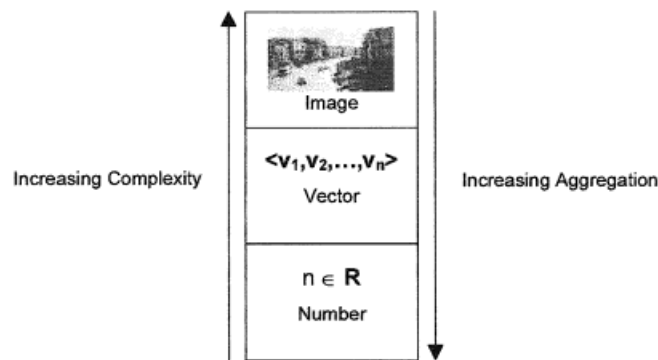 Image
Increasing Complexity
<v₁,v₂,...,vₙ>
Vector
Increasing Aggregation
n ∈ R
Number